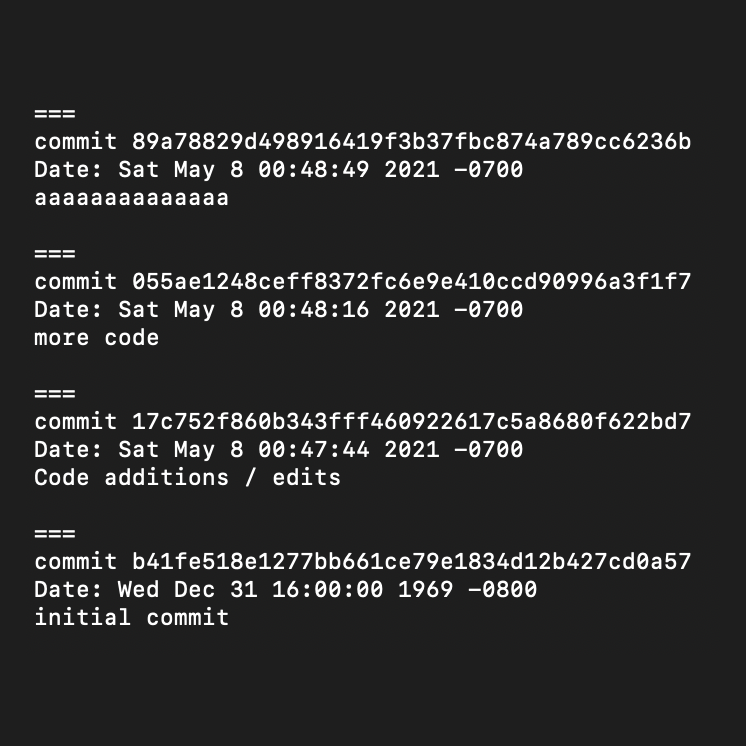 ===
commit 89a78829d498916419f3b37fbc874a789cc6236b
Date: Sat May 8 00:48:49 2021 -0700
aaaaaaaaaaaaaa
===
commit 055ae1248ceff8372fc6e9e410ccd90996a3f1f7
Date: Sat May 8 00:48:16 2021 -0700
more code
===
commit 17c752f860b343fff460922617c5a8680f622bd7
Date: Sat May 8 00:47:44 2021 -0700
Code additions / edits
===
commit b41fe518e1277bb661ce79e1834d12b427cd0a57
Date: Wed Dec 31 16:00:00 1969 -0800
initial commit